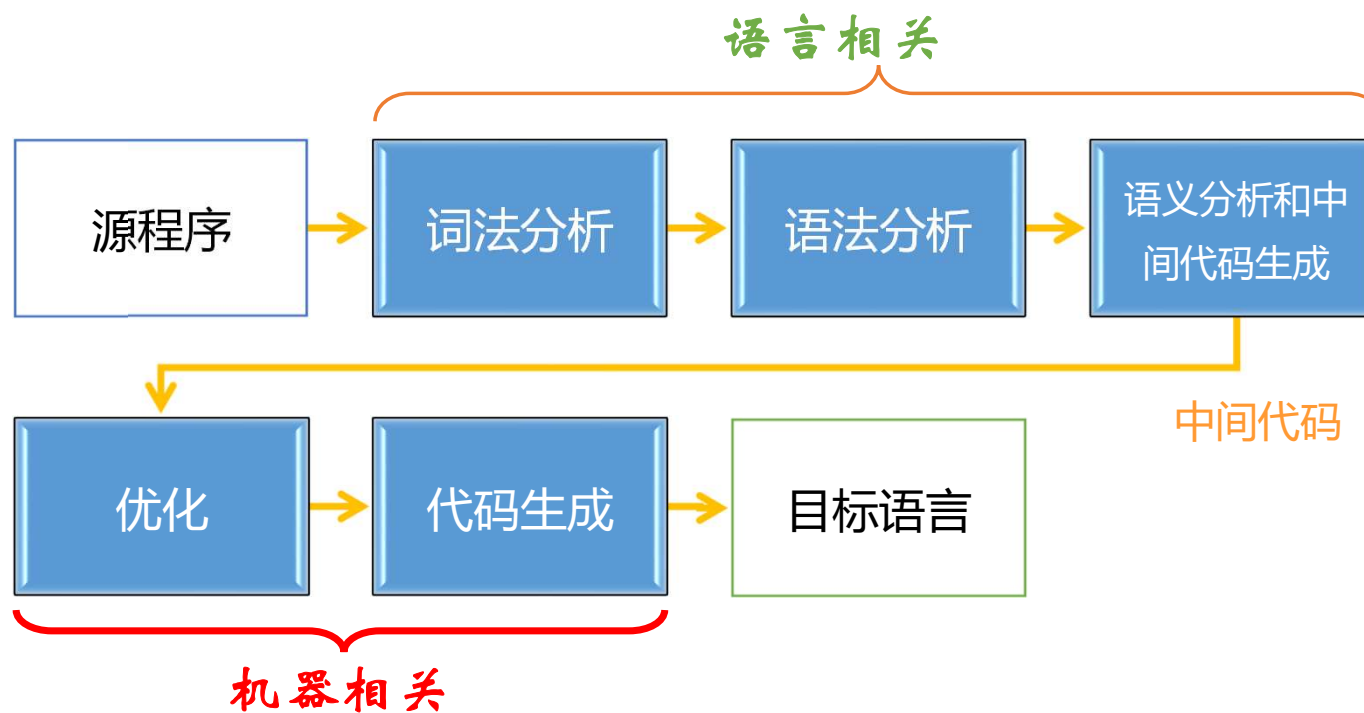 语言相关
源程序
词法分析
语法分析
语义分析和中
间代码生成
中间代码
优化
代码生成
目标语言
机器相关